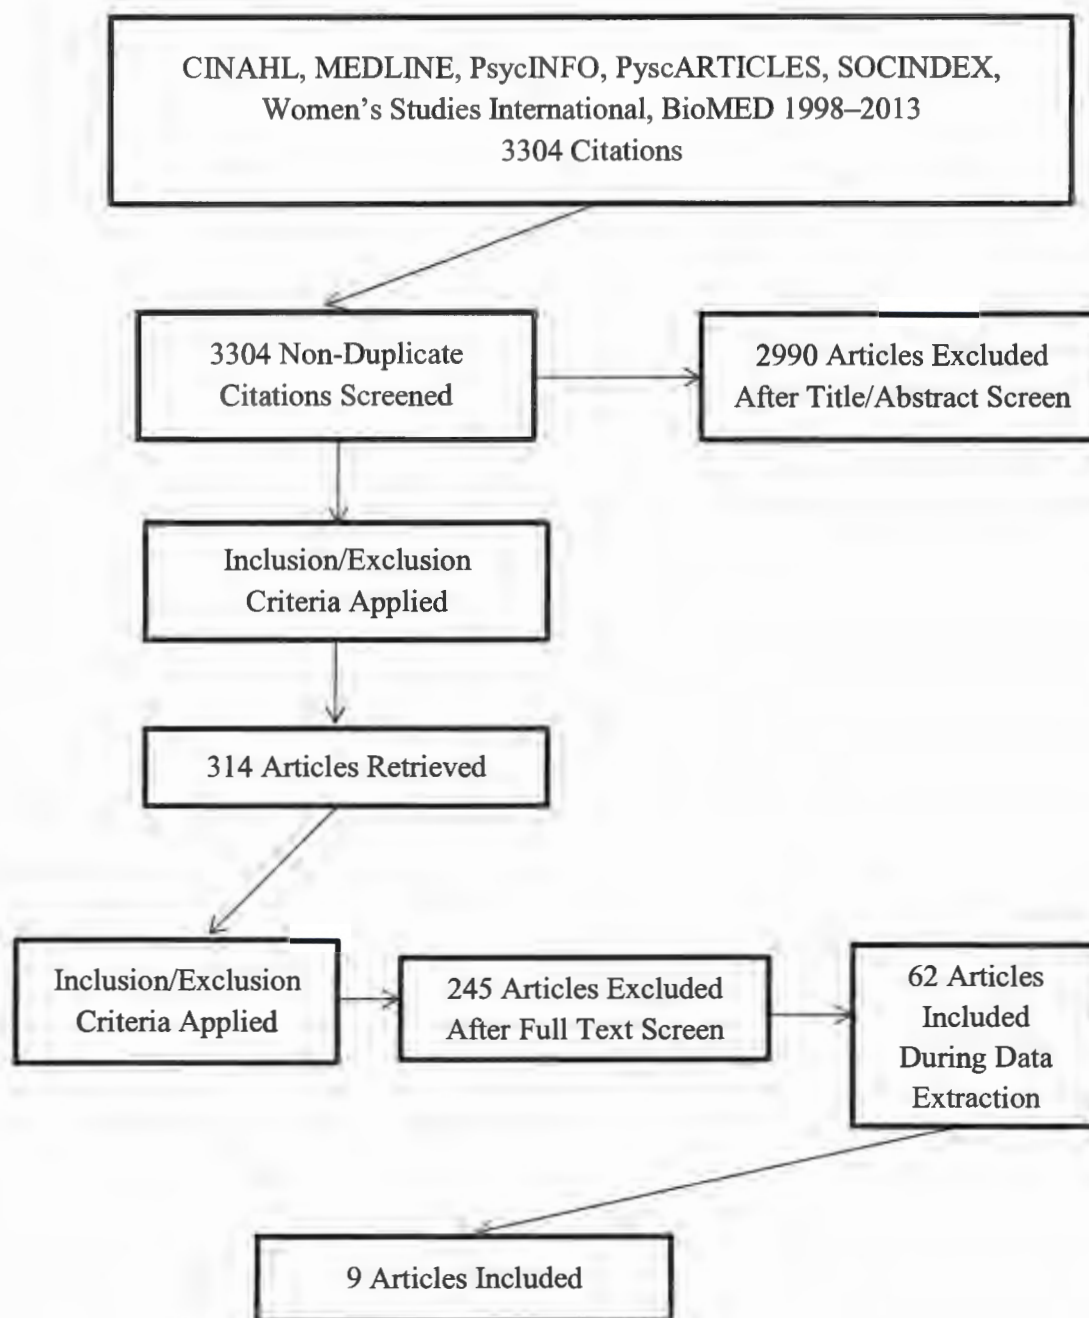 CINAHL, MEDLINE, PsycINFO, PyscARTICLES, SOCINDEX,
Women's Studies International, BioMED 1998–2013
3304 Citations
3304 Non-Duplicate
Citations Screened
2990 Articles Excluded
After Title/Abstract Screen
Inclusion/Exclusion
Criteria Applied
314 Articles Retrieved
Inclusion/Exclusion
Criteria Applied
245 Articles Excluded
After Full Text Screen
62 Articles
Included
During Data
Extraction
9 Articles Included